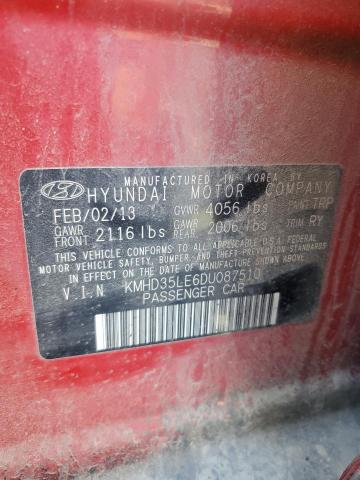 MANUFACTURED IN KOREA BY
HYUNDAI MOTOR COMPANY
FEB/02/13 GVWR 4056 lbs PAINT TRP
GAWR FRONT 2116 lbs GAWR REAR 2006 lbs TRIM RY
THIS VEHICLE CONFORMS TO ALL APPLICABLE U.S.A. FEDERAL
MOTOR VEHICLE SAFETY, BUMPER, AND THEFT-PREVENTION STANDARDS
IN EFFECT ON THE DATE OF MANUFACTURE SHOWN ABOVE.
V.I.N KMHD35LE6DU087510
PASSENGER CAR